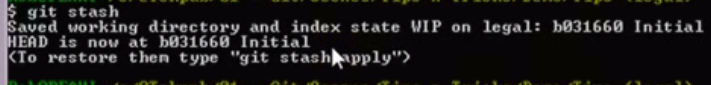 $ git stash
Saved working directory and index state WIP on legal: b031660 Initial
HEAD is now at b031660 Initial
(To restore them type "git stash apply")